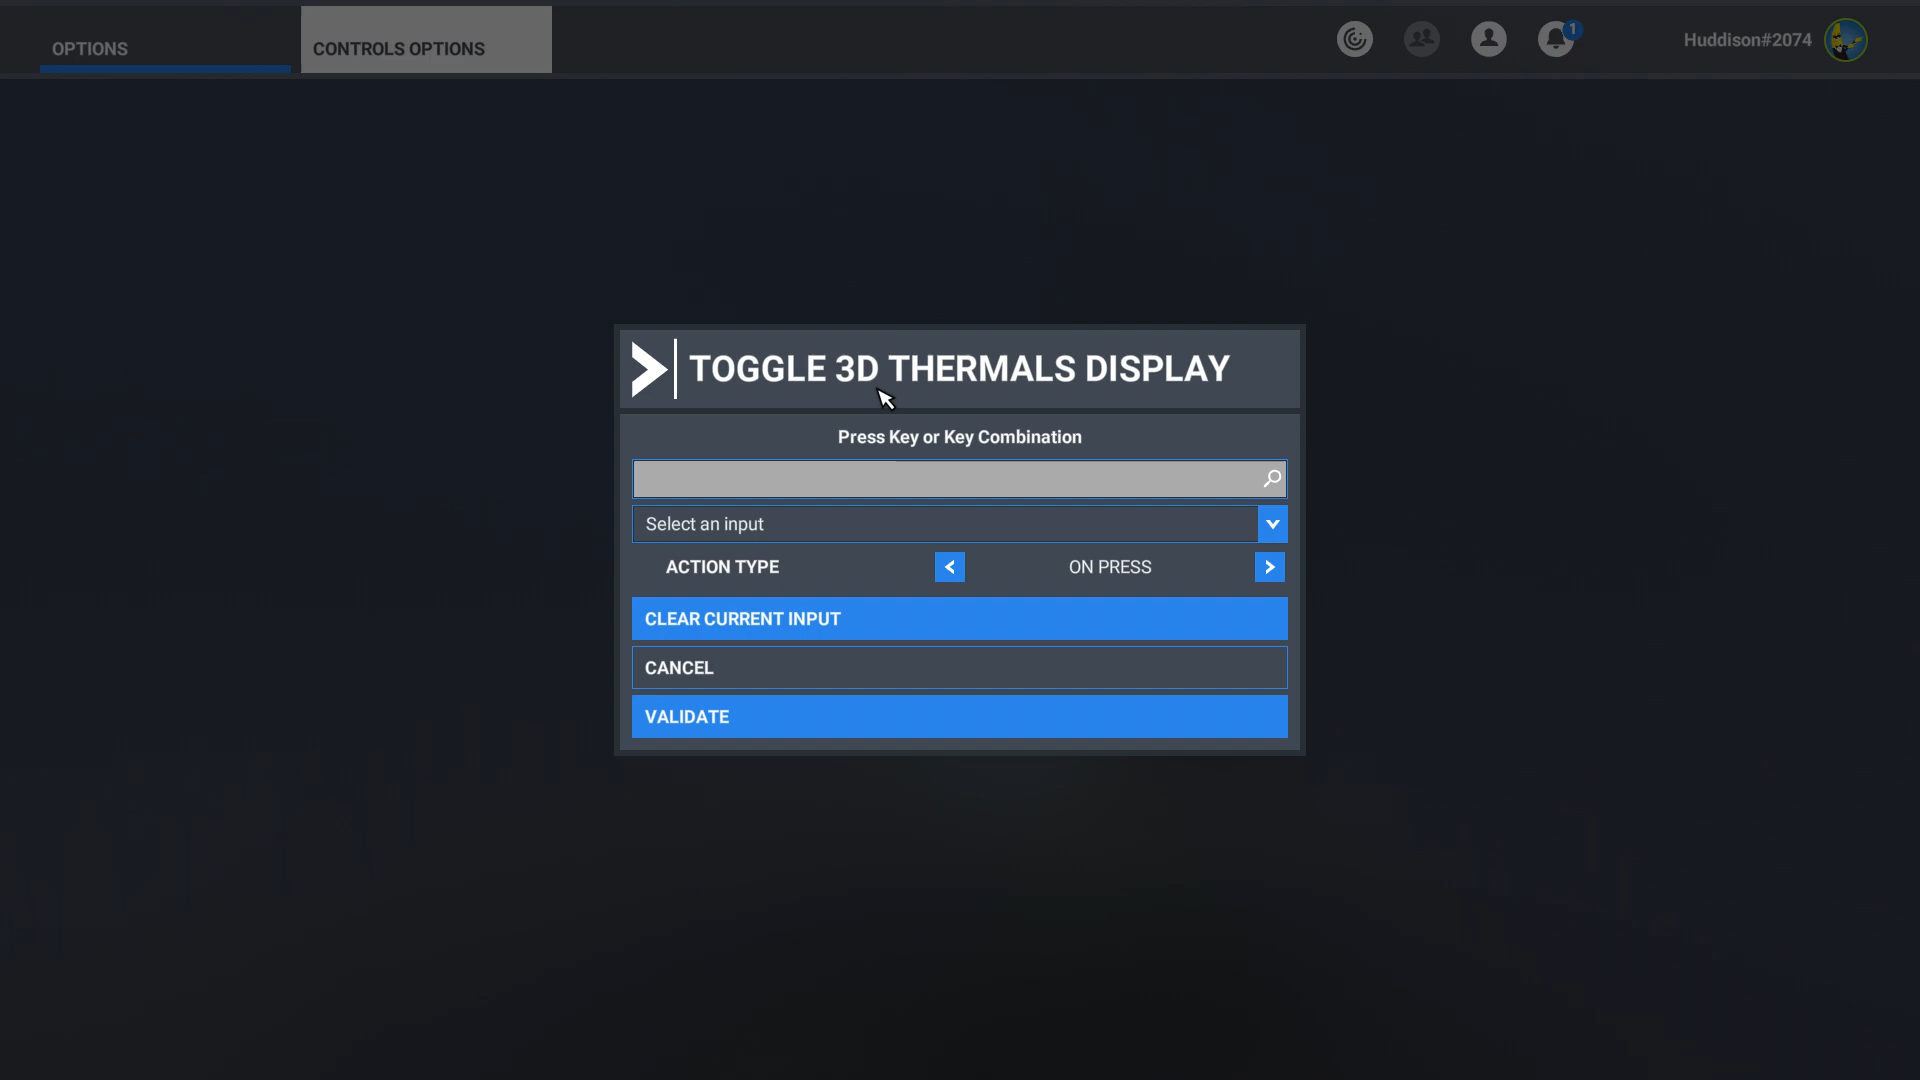 OPTIONS
CONTROLS OPTIONS
1
Huddison#2074
TOGGLE 3D THERMALS DISPLAY
Press Key or Key Combination
Select an input
ACTION TYPE
ON PRESS
CLEAR CURRENT INPUT
CANCEL
VALIDATE